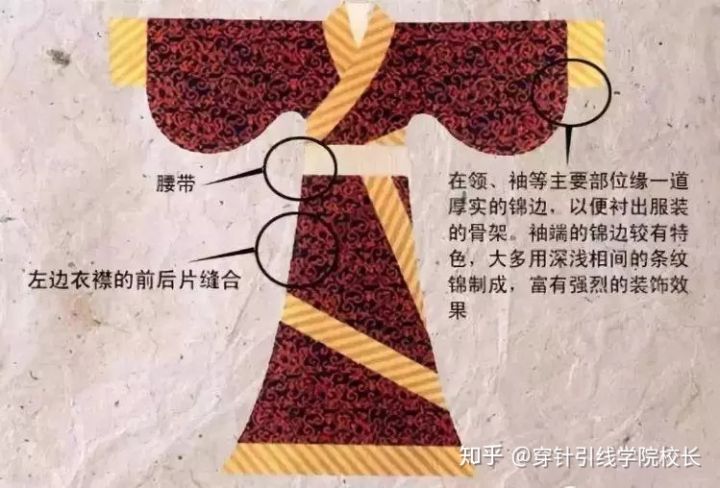 腰带
左边衣襟的前后片缝合
在领、袖等主要部位缘一道
厚实的锦边，以便衬出服装
的骨架。袖端的锦边较有特
色，大多用深浅相间的条纹
锦制成，富有强烈的装饰效
果
知乎 @穿针引线学院校长